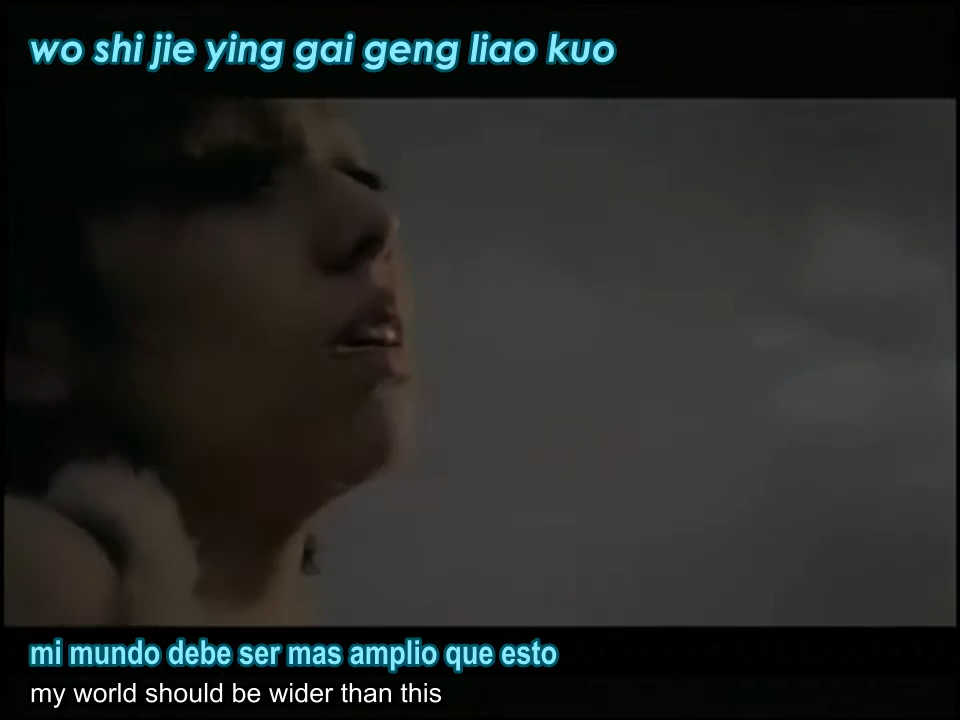 wo shi jie ying gai geng liao kuo
mi mundo debe ser mas amplio que esto
my world should be wider than this